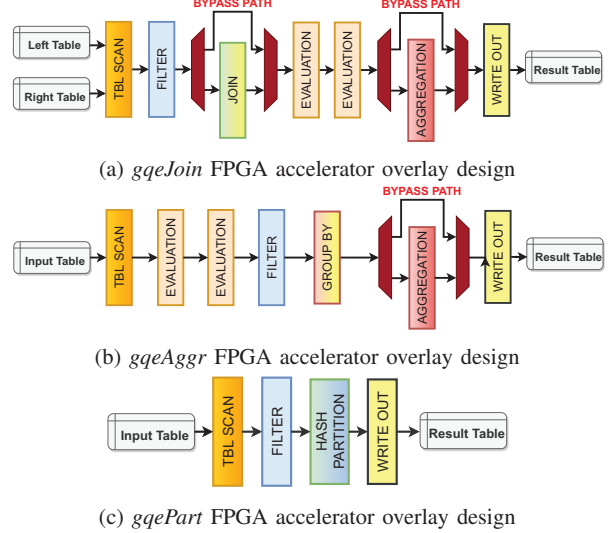 BYPASS PATH
BYPASS PATH
Left Table
Right Table
TBL SCAN
FILTER
JOIN
EVALUATION
EVALUATION
AGGREGATION
WRITE OUT
Result Table
(a) gqeJoin FPGA accelerator overlay design
BYPASS PATH
Input Table
TBL SCAN
EVALUATION
EVALUATION
FILTER
GROUP BY
AGGREGATION
WRITE OUT
Result Table
(b) gqeAggr FPGA accelerator overlay design
Input Table
TBL SCAN
FILTER
HASH
PARTITION
WRITE OUT
Result Table
(c) gqePart FPGA accelerator overlay design